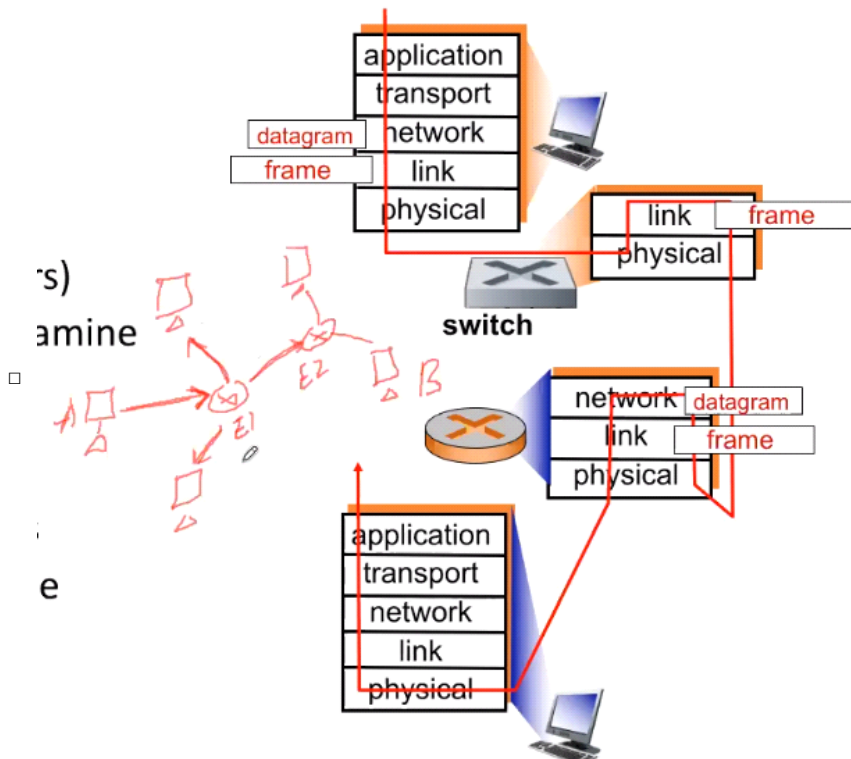 application
transport
datagram network
frame link
physical
link frame
physical
rs)
switch
amine
E2
B
A
E1
network datagram
link frame
physical
application
transport
e
network
link
physical